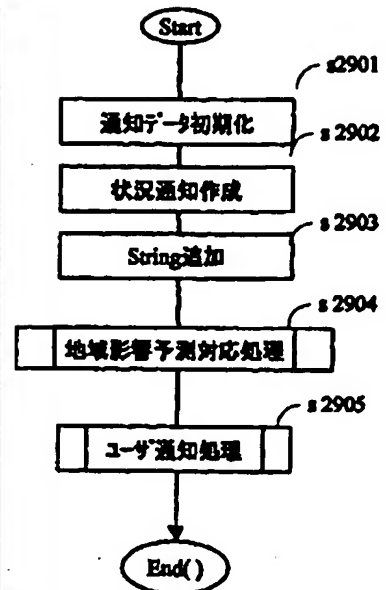 Start
s2901
通知データ初期化
s2902
状況通知作成
s2903
String追加
s2904
地域影響予測対応処理
s2905
ユーザ通知処理
End()